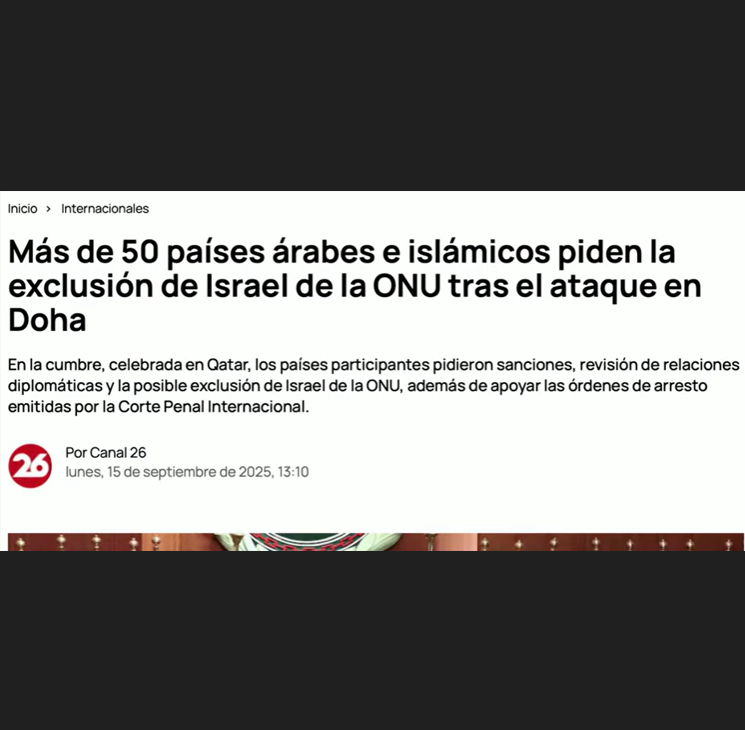 Inicio > Internacionales
Más de 50 países árabes e islámicos piden la
exclusión de Israel de la ONU tras el ataque en
Doha
En la cumbre, celebrada en Qatar, los países participantes pidieron sanciones, revisión de relaciones
diplomáticas y la posible exclusión de Israel de la ONU, además de apoyar las órdenes de arresto
emitidas por la Corte Penal Internacional.
26
Por Canal 26
lunes, 15 de septiembre de 2025, 13:10